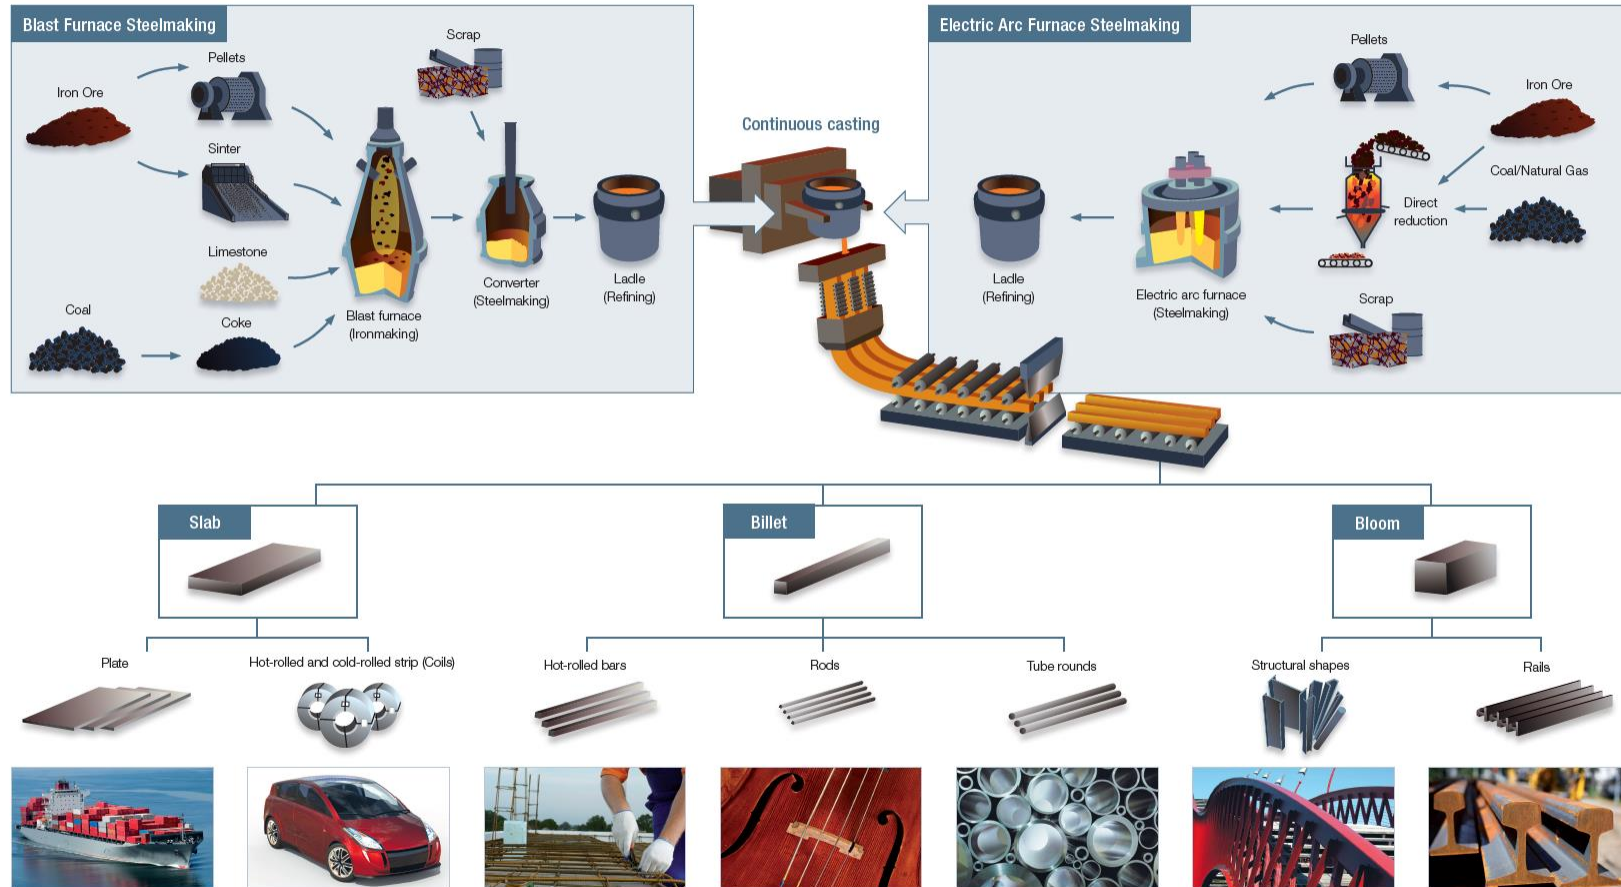 Blast Furnace Steelmaking
Scrap
Pellets
Iron Ore
Sinter
Limestone
Coal
Coke
Blast furnace
(Ironmaking)
Converter
(Steelmaking)
Ladle
(Refining)
Continuous casting
Electric Arc Furnace Steelmaking
Pellets
Iron Ore
Coal/Natural Gas
Direct
reduction
Ladle
(Refining)
Electric arc furnace
(Steelmaking)
Scrap
Slab
Billet
Bloom
Plate
Hot-rolled and cold-rolled strip (Coils)
Hot-rolled bars
Rods
Tube rounds
Structural shapes
Rails